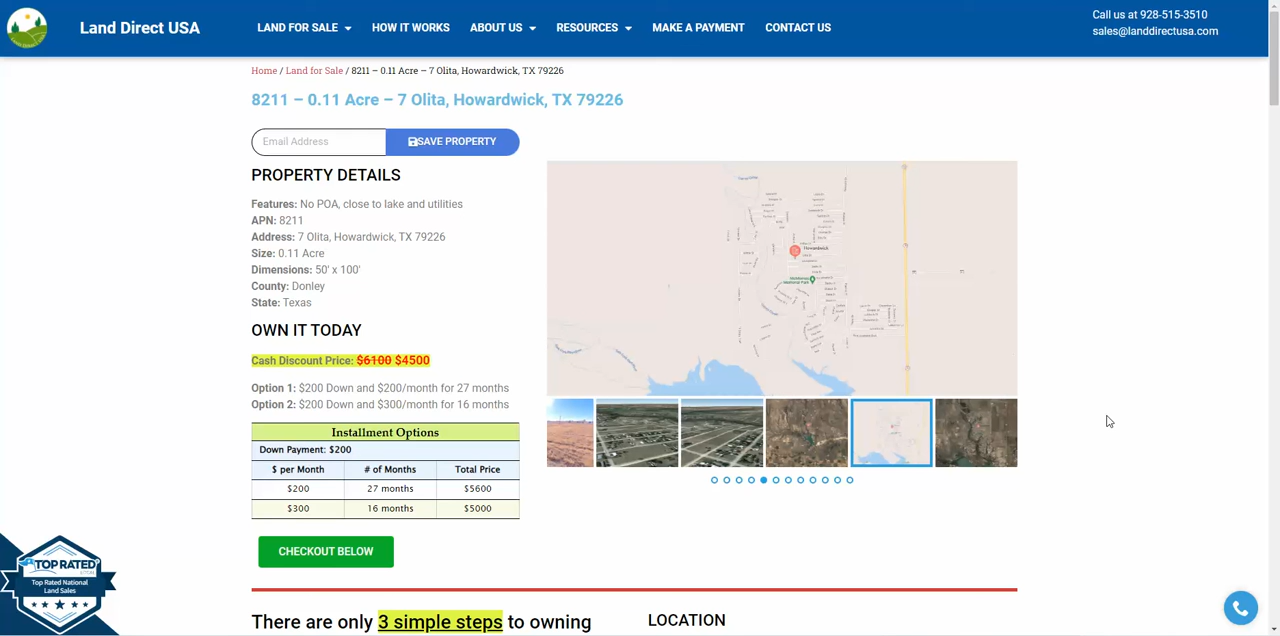 Land Direct USA
LAND FOR SALE
HOW IT WORKS
ABOUT US
RESOURCES
MAKE A PAYMENT
CONTACT US
Call us at 928-515-3510
sales@landdirectusa.com
Home / Land for Sale / 8211 – 0.11 Acre – 7 Olita, Howardwick, TX 79226
8211 – 0.11 Acre – 7 Olita, Howardwick, TX 79226
Email Address
SAVE PROPERTY
PROPERTY DETAILS
Features: No POA, close to lake and utilities
APN: 8211
Address: 7 Olita, Howardwick, TX 79226
Size: 0.11 Acre
Dimensions: 50' x 100'
County: Donley
State: Texas
OWN IT TODAY
Cash Discount Price: $6100 $4500
Option 1: $200 Down and $200/month for 27 months
Option 2: $200 Down and $300/month for 16 months
Installment Options
Down Payment: $200
$ per Month # of Months Total Price
$200 27 months $5600
$300 16 months $5000
CHECKOUT BELOW
Howardwick
TOP RATED
Top Rated National
Land Sales
There are only 3 simple steps to owning
LOCATION